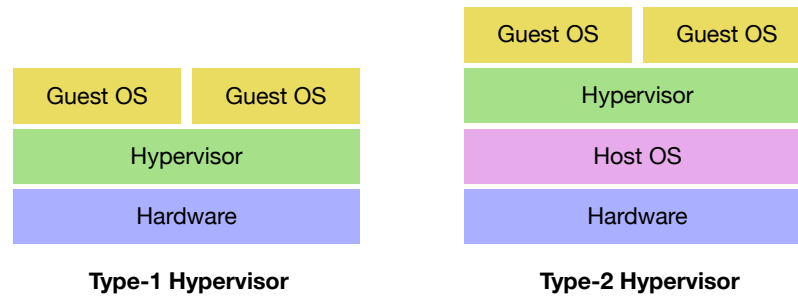 Guest OS
Guest OS
Hypervisor
Hardware
Type-1 Hypervisor
Guest OS
Guest OS
Hypervisor
Host OS
Hardware
Type-2 Hypervisor